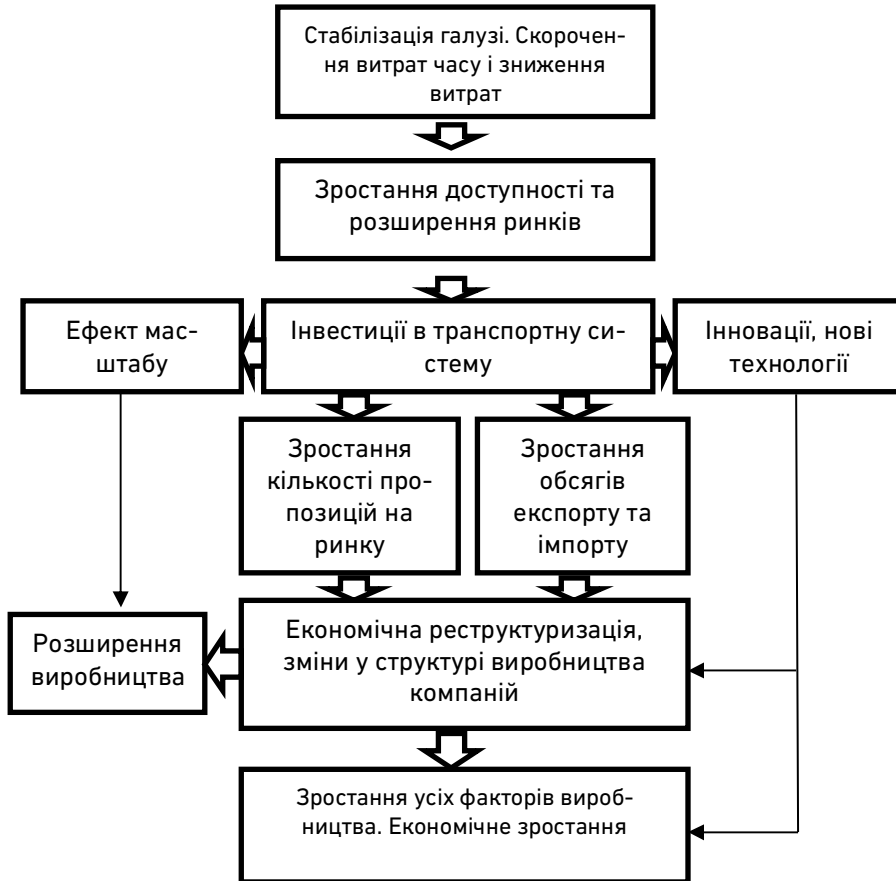 Стабілізація галузі. Скорочен-
ня витрат часу і зниження
витрат
Зростання доступності та
розширення ринків
Ефект мас-
штабу
Інвестиції в транспортну си-
стему
Інновації, нові
технології
Зростання
кількості про-
позицій на
ринку
Зростання
обсягів
експорту та
імпорту
Розширення
виробництва
Економічна реструктуризація,
зміни у структурі виробництва
компаній
Зростання усіх факторів вироб-
ництва. Економічне зростання